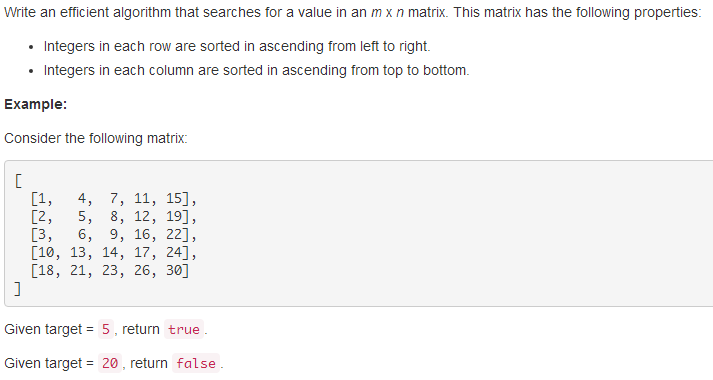 Write an efficient algorithm that searches for a value in an m x n matrix. This matrix has the following properties:
• Integers in each row are sorted in ascending from left to right.
• Integers in each column are sorted in ascending from top to bottom.
Example:
Consider the following matrix:
[
[1, 4, 7, 11, 15],
[2, 5, 8, 12, 19],
[3, 6, 9, 16, 22],
[10, 13, 14, 17, 24],
[18, 21, 23, 26, 30]
]
Given target = 5 , return true .
Given target = 20 , return false .